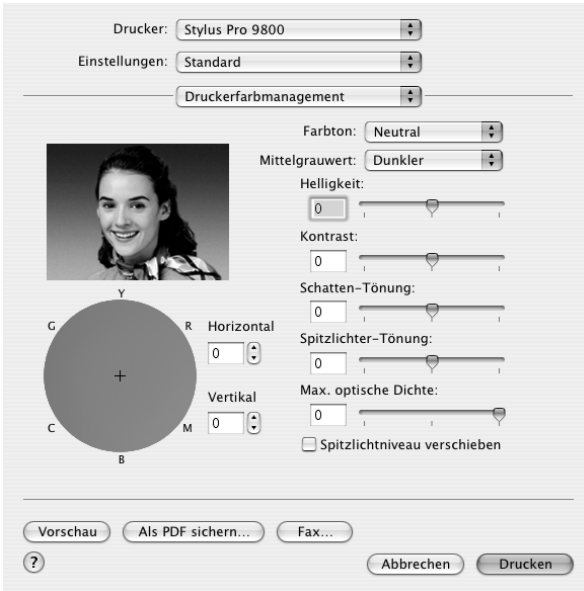 Drucker: Stylus Pro 9800
Einstellungen: Standard
Druckerfarbmanagement
Farbton: Neutral
Mittelgrauwert: Dunkler
Helligkeit:
0
Kontrast:
0
Schatten-Tönung:
0
Spitzlichter-Tönung:
0
Max. optische Dichte:
0
Spitzlichtniveau verschieben
Y
G
R
C
M
B
Horizontal
0
Vertikal
0
Vorschau Als PDF sichern... Fax...
? Abbrechen Drucken